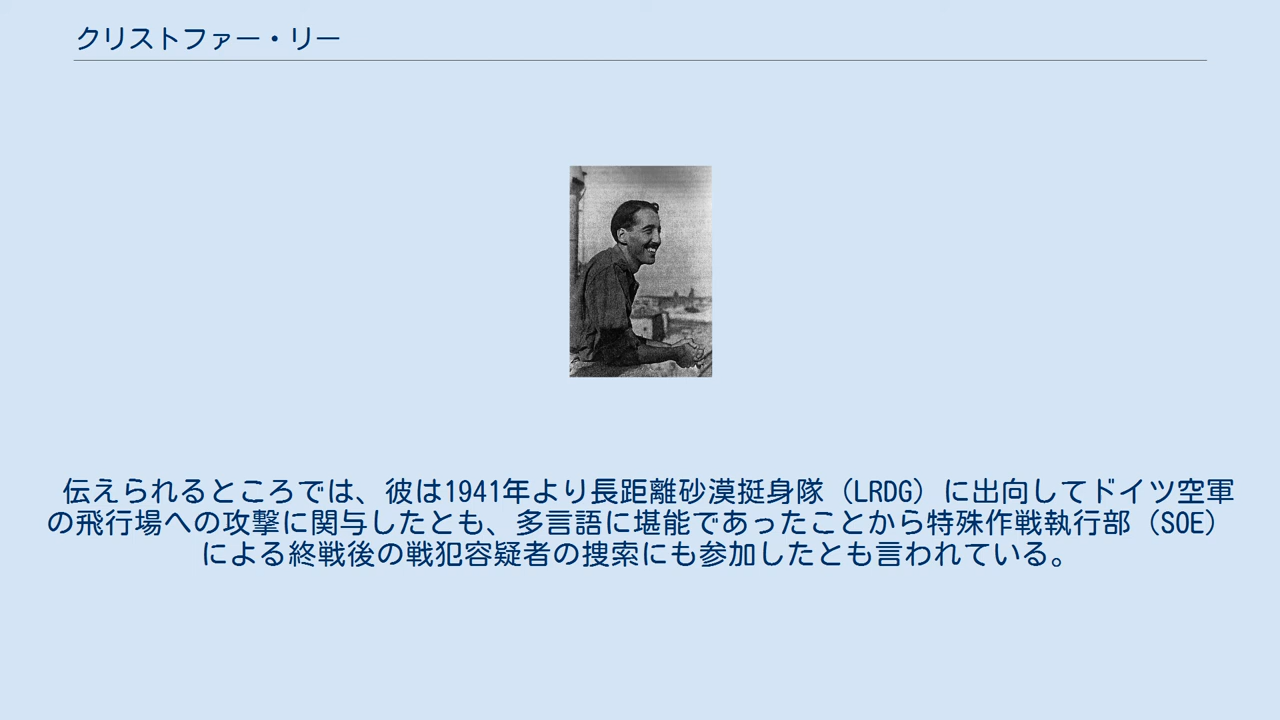 クリストファー・リー
伝えられるところでは、彼は1941年より長距離砂漠挺身隊（LRDG）に出向してドイツ空軍
の飛行場への攻撃に関与したとも、多言語に堪能であったことから特殊作戦執行部（SOE）
による終戦後の戦犯容疑者の捜索にも参加したとも言われている。